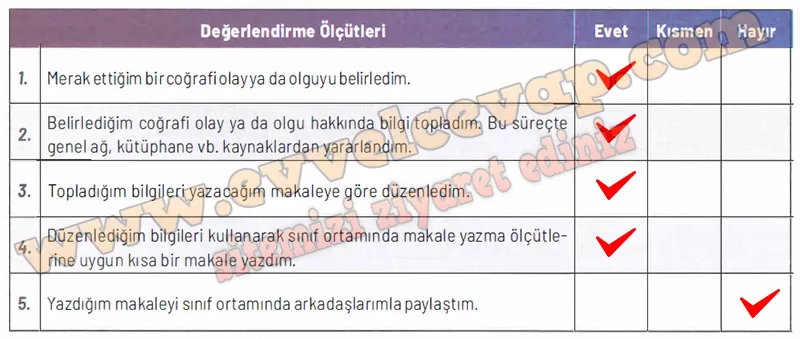 Değerlendirme Ölçütleri Evet Kısmen Hayır
1. Merak ettiğim bir coğrafi olay ya da olguyu belirledim.
2. Belirlediğim coğrafi olay ya da olgu hakkında bilgi topladım. Bu süreçte
genel ağ, kütüphane vb. kaynaklardan yararlandım.
3. Topladığım bilgileri yazacağım makaleye göre düzenledim.
4. Düzenlediğim bilgileri kullanarak sınıf ortamında makale yazma ölçütle-
rine uygun kısa bir makale yazdım.
5. Yazdığım makaleyi sınıf ortamında arkadaşlarımla paylaştım.
www.evvelcevap.com
sitemizi ziyaret ediniz